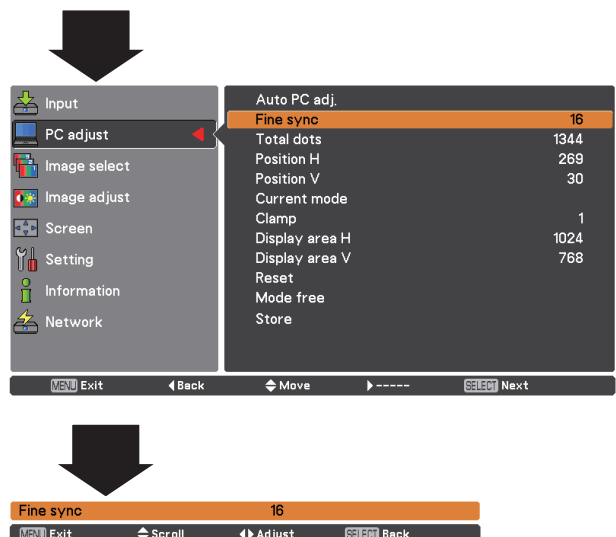 Input
PC adjust
Image select
Image adjust
Screen
Setting
Information
Network
Auto PC adj.
Fine sync 16
Total dots 1344
Position H 269
Position V 30
Current mode
Clamp 1
Display area H 1024
Display area V 768
Reset
Mode free
Store
MENU Exit Back Move ----- SELECT Next
Fine sync 16
MENU Exit Scroll Adjust SELECT Back